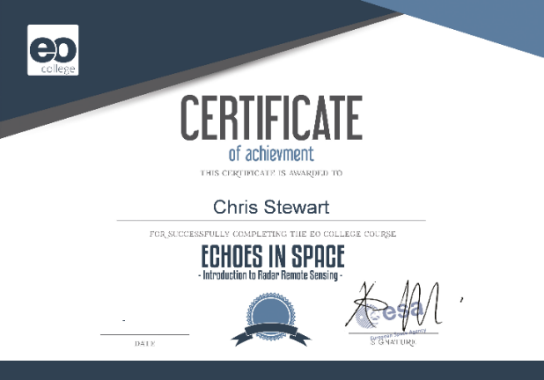 eo
college
CERTIFICATE
of achievment
THIS CERTIFICATE IS AWARDED TO
Chris Stewart
FOR SUCCESSFULLY COMPLETING THE EO COLLEGE COURSE
ECHOES IN SPACE
- Introduction to Radar Remote Sensing -
esa
European Space Agency
DATE
SIGNATURE